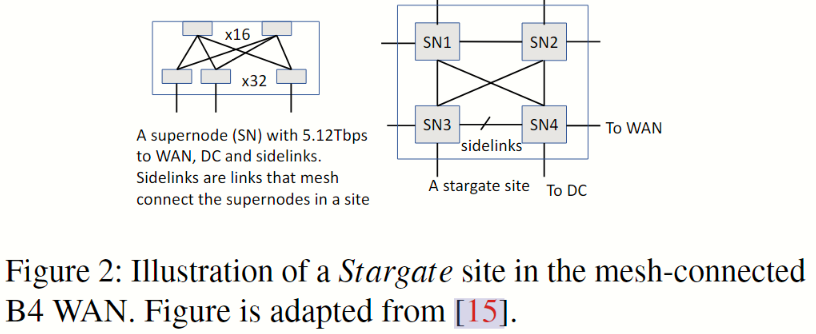 x16
x32
A supernode (SN) with 5.12Tbps
to WAN, DC and sidelinks.
Sidelinks are links that mesh
connect the supernodes in a site
SN1
SN2
SN3
SN4
sidelinks
To WAN
A stargate site
To DC
Figure 2: Illustration of a Stargate site in the mesh-connected
B4 WAN. Figure is adapted from [15].